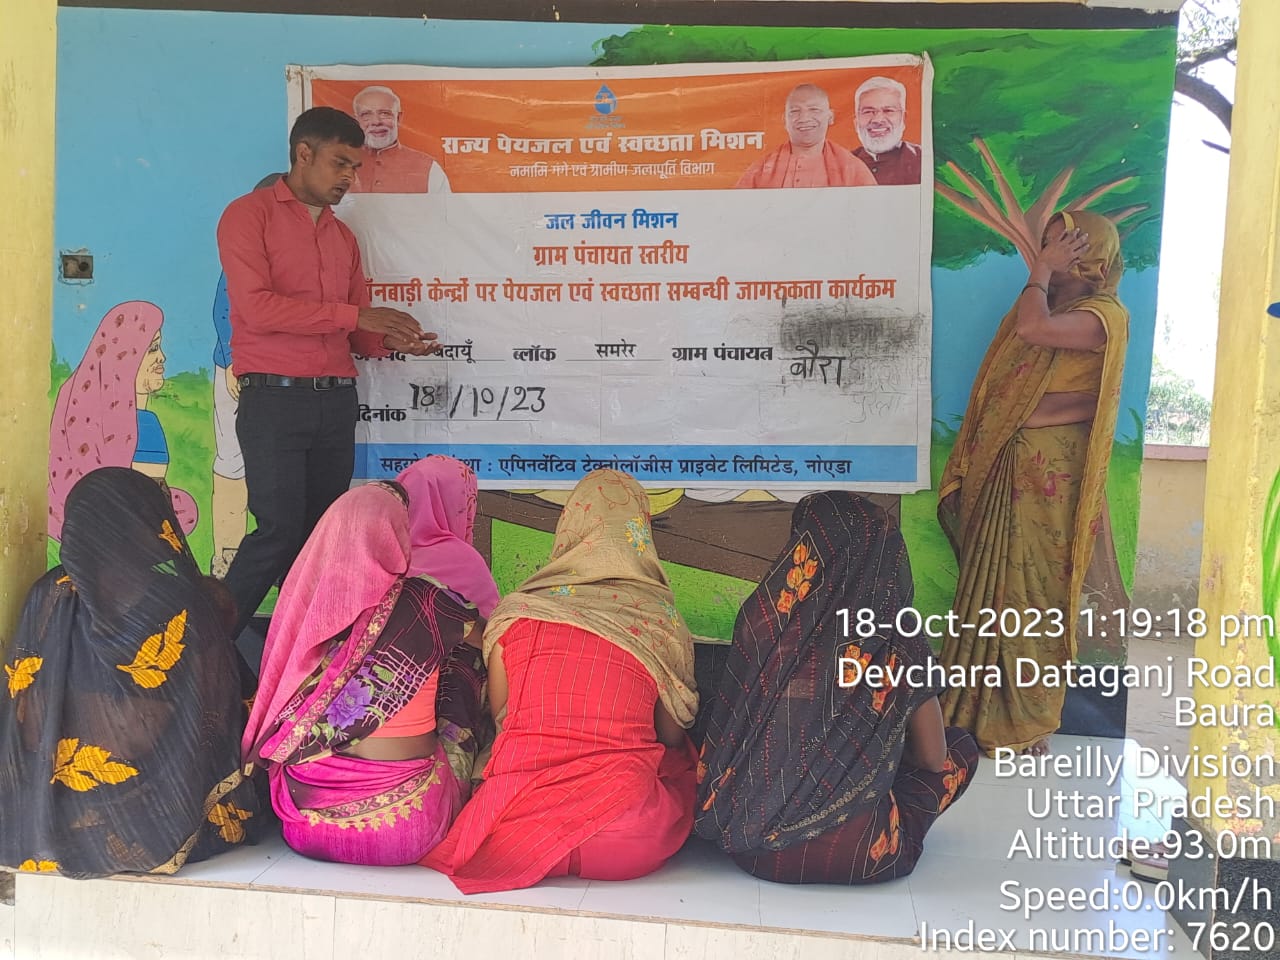 राज्य पेयजल एवं स्वच्छता मिशन
नमामि गंगे एवं ग्रामीण जलापूर्ति विभाग
जल जीवन मिशन
ग्राम पंचायत स्तरीय
केन्द्रों पर पेयजल एवं स्वच्छता सम्बन्धी जागरुकता कार्यक्रम
बदायूँ ब्लॉक समरेर ग्राम पंचायत बौरा
दिनांक 18/10/23
: एपिनवेंटिव टेक्नोलॉजीस प्राइवेट लिमिटेड, नोएडा
18-Oct-2023 1:19:18 pm
Devchara Dataganj Road
Baura
Bareilly Division
Uttar Pradesh
Altitude:93.0m
Speed:0.0km/h
Index number: 7620